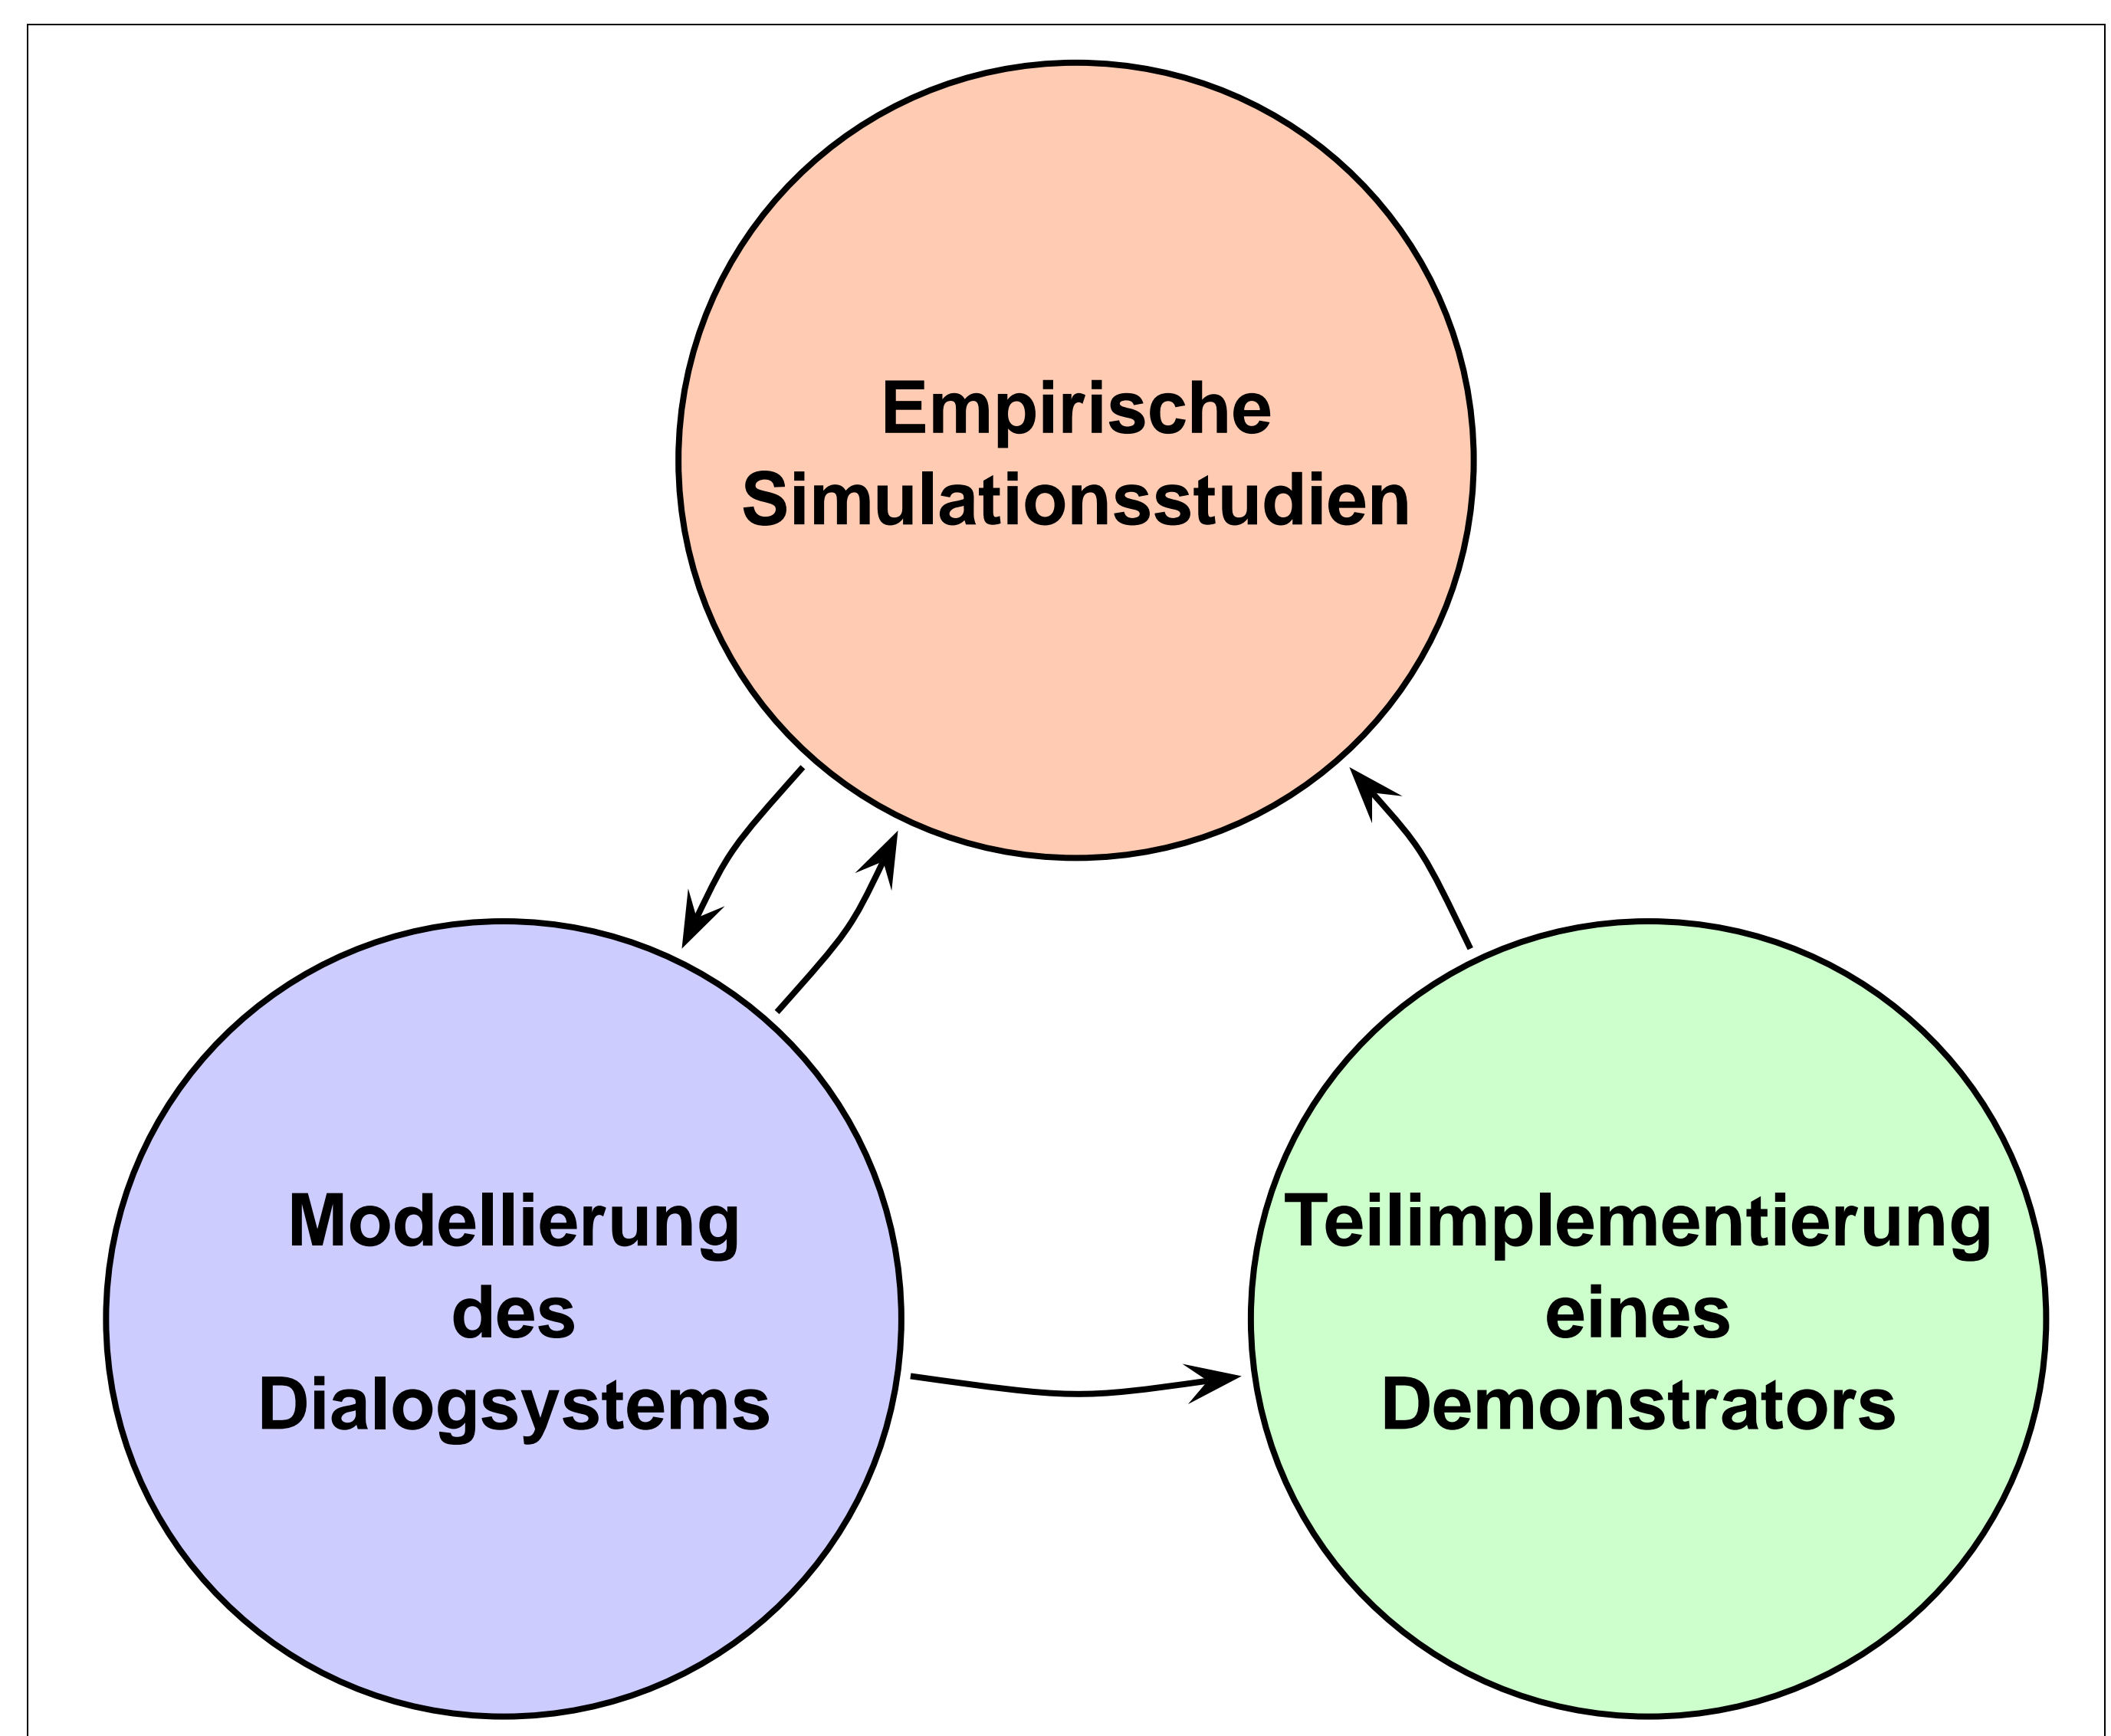 Empirische
Simulationsstudien
Modellierung
des
Dialogsystems
Teilimplementierung
eines
Demonstrators